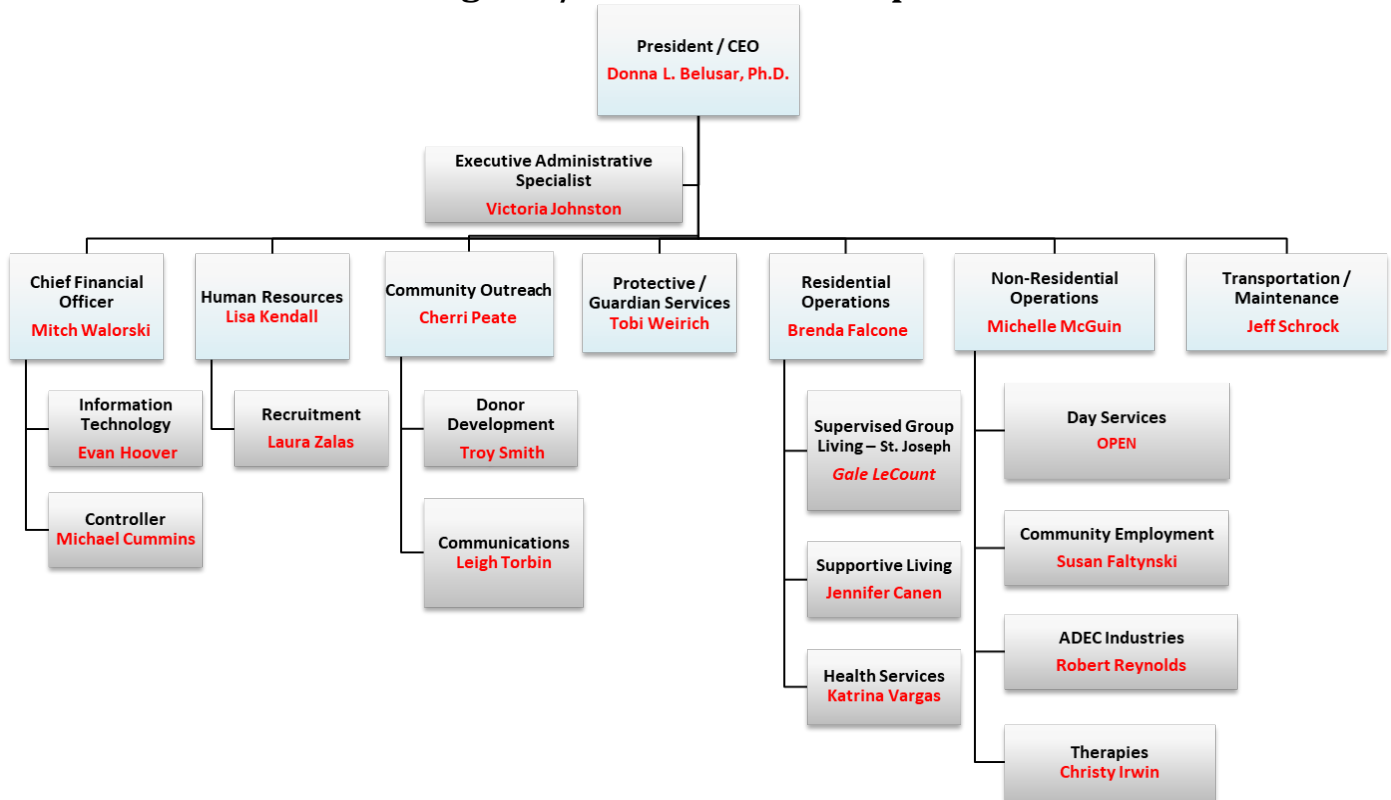 President / CEO
Donna L. Belusar, Ph.D.
Executive Administrative
Specialist
Victoria Johnston
Chief Financial
Officer
Mitch Walorski
Human Resources
Lisa Kendall
Community Outreach
Cherri Peate
Protective /
Guardian Services
Tobi Weirich
Residential
Operations
Brenda Falcone
Non-Residential
Operations
Michelle McGuin
Transportation /
Maintenance
Jeff Schrock
Information
Technology
Evan Hoover
Controller
Michael Cummins
Recruitment
Laura Zalas
Donor
Development
Troy Smith
Communications
Leigh Torbin
Supervised Group
Living – St. Joseph
Gale LeCount
Supportive Living
Jennifer Canen
Health Services
Katrina Vargas
Day Services
OPEN
Community Employment
Susan Faltynski
ADEC Industries
Robert Reynolds
Therapies
Christy Irwin